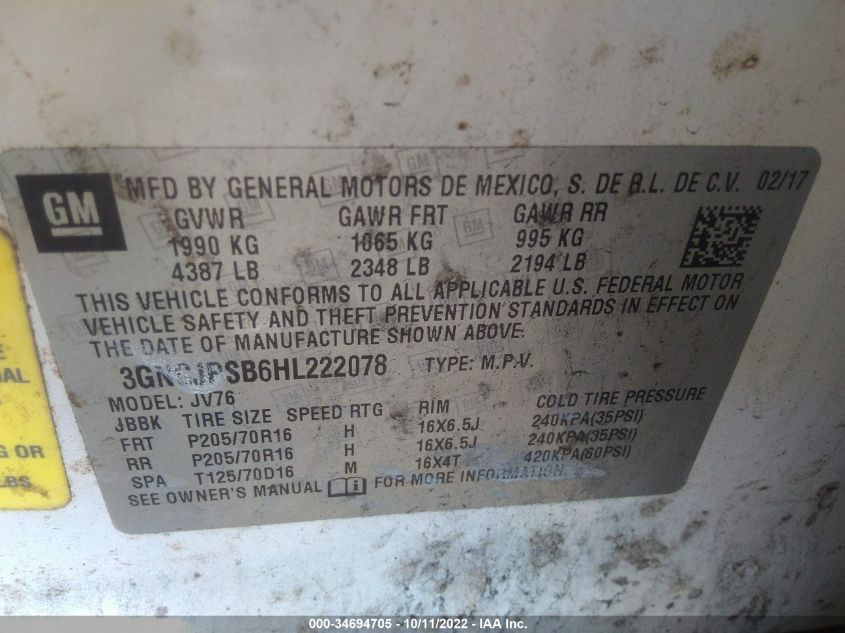 GM
MFD BY GENERAL MOTORS DE MEXICO, S. DE R.L. DE C.V. 02/17
GVWR GAWR FRT GAWR RR
1990 KG 1065 KG 995 KG
4387 LB 2348 LB 2194 LB
THIS VEHICLE CONFORMS TO ALL APPLICABLE U.S. FEDERAL MOTOR
VEHICLE SAFETY AND THEFT PREVENTION STANDARDS IN EFFECT ON
THE DATE OF MANUFACTURE SHOWN ABOVE.
3GNCJPSB6HL222078 TYPE: M.P.V.
MODEL: JV76
JBBK TIRE SIZE SPEED RTG RIM COLD TIRE PRESSURE
FRT P205/70R16 H 16X6.5J 240KPA(35PSI)
RR P205/70R16 H 16X6.5J 240KPA(35PSI)
SPA T125/70D16 M 16X4T 420KPA(60PSI)
SEE OWNER'S MANUAL FOR MORE INFORMATION.
OR
LBS
000-34694705 - 10/11/2022 - IAA Inc.